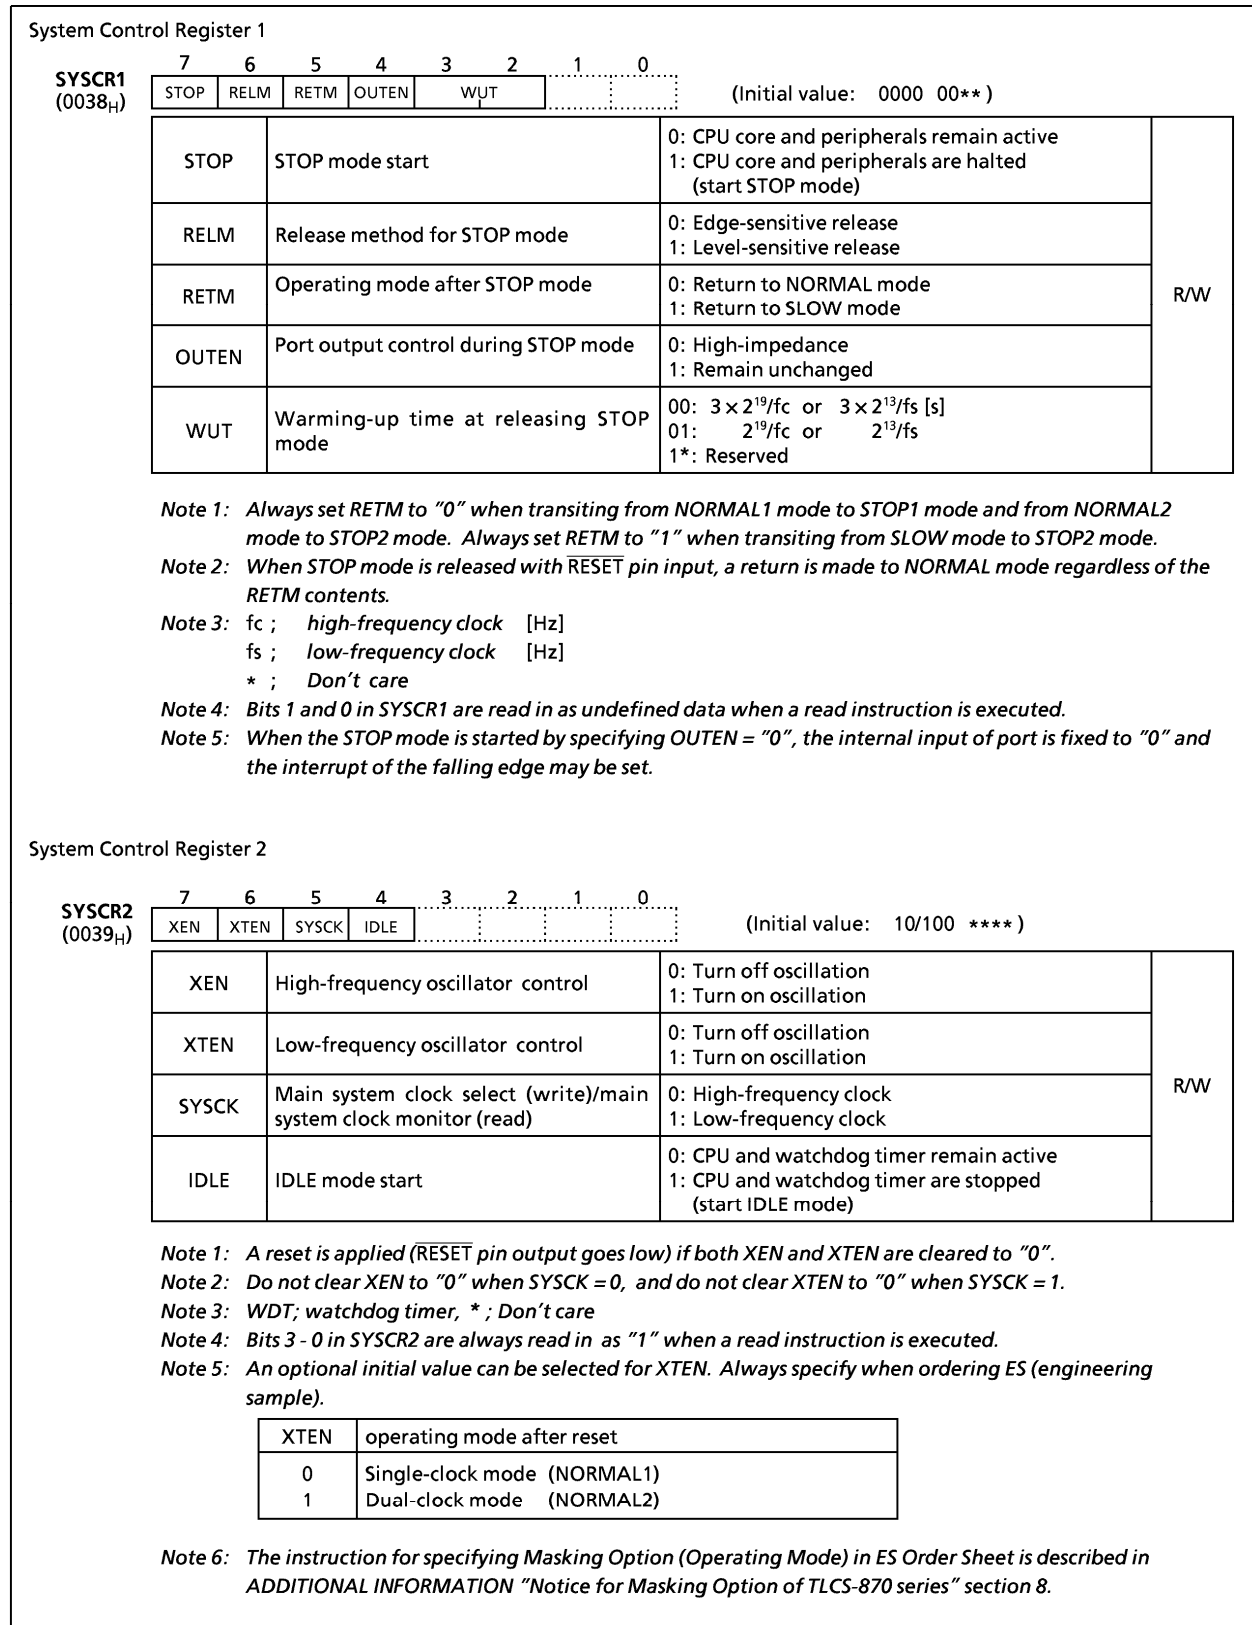 System Control Register 1
7 6 5 4 3 2 1 0
SYSCR1 (0038H) STOP RELM RETM OUTEN WUT (Initial value: 0000 00**)
STOP STOP mode start 0: CPU core and peripherals remain active
1: CPU core and peripherals are halted
(start STOP mode)
RELM Release method for STOP mode 0: Edge-sensitive release
1: Level-sensitive release
RETM Operating mode after STOP mode 0: Return to NORMAL mode
1: Return to SLOW mode
R/W
OUTEN Port output control during STOP mode 0: High-impedance
1: Remain unchanged
WUT Warming-up time at releasing STOP mode 00: 3 × 2¹⁹/fc or 3 × 2¹³/fs [s]
01: 2¹⁹/fc or 2¹³/fs
1*: Reserved
Note 1: Always set RETM to "0" when transiting from NORMAL1 mode to STOP1 mode and from NORMAL2
mode to STOP2 mode. Always set RETM to "1" when transiting from SLOW mode to STOP2 mode.
Note 2: When STOP mode is released with RESET pin input, a return is made to NORMAL mode regardless of the
RETM contents.
Note 3: fc ; high-frequency clock [Hz]
fs ; low-frequency clock [Hz]
* ; Don't care
Note 4: Bits 1 and 0 in SYSCR1 are read in as undefined data when a read instruction is executed.
Note 5: When the STOP mode is started by specifying OUTEN = "0", the internal input of port is fixed to "0" and
the interrupt of the falling edge may be set.
System Control Register 2
7 6 5 4 3 2 1 0
SYSCR2 (0039H) XEN XTEN SYSCK IDLE (Initial value: 10/100 ****)
XEN High-frequency oscillator control 0: Turn off oscillation
1: Turn on oscillation
XTEN Low-frequency oscillator control 0: Turn off oscillation
1: Turn on oscillation
R/W
SYSCK Main system clock select (write)/main system clock monitor (read) 0: High-frequency clock
1: Low-frequency clock
IDLE IDLE mode start 0: CPU and watchdog timer remain active
1: CPU and watchdog timer are stopped
(start IDLE mode)
Note 1: A reset is applied (RESET pin output goes low) if both XEN and XTEN are cleared to "0".
Note 2: Do not clear XEN to "0" when SYSCK = 0, and do not clear XTEN to "0" when SYSCK = 1.
Note 3: WDT; watchdog timer, * ; Don't care
Note 4: Bits 3 - 0 in SYSCR2 are always read in as "1" when a read instruction is executed.
Note 5: An optional initial value can be selected for XTEN. Always specify when ordering ES (engineering
sample).
XTEN operating mode after reset
0 Single-clock mode (NORMAL1)
1 Dual-clock mode (NORMAL2)
Note 6: The instruction for specifying Masking Option (Operating Mode) in ES Order Sheet is described in
ADDITIONAL INFORMATION "Notice for Masking Option of TLCS-870 series" section 8.